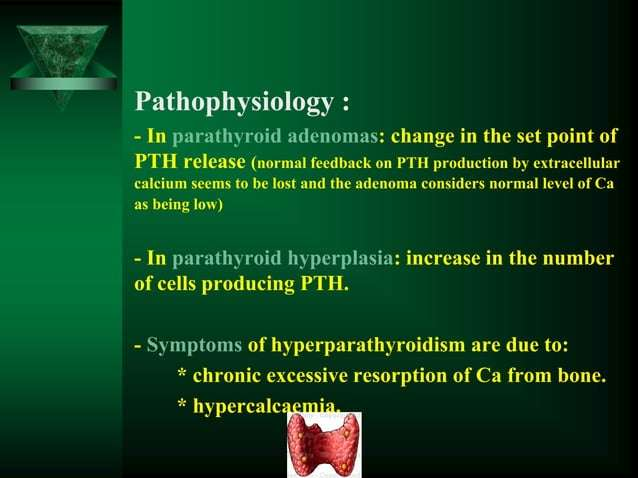 Pathophysiology :
- In parathyroid adenomas: change in the set point of
PTH release (normal feedback on PTH production by extracellular
calcium seems to be lost and the adenoma considers normal level of Ca
as being low)
- In parathyroid hyperplasia: increase in the number
of cells producing PTH.
- Symptoms of hyperparathyroidism are due to:
* chronic excessive resorption of Ca from bone.
* hypercalcaemia.